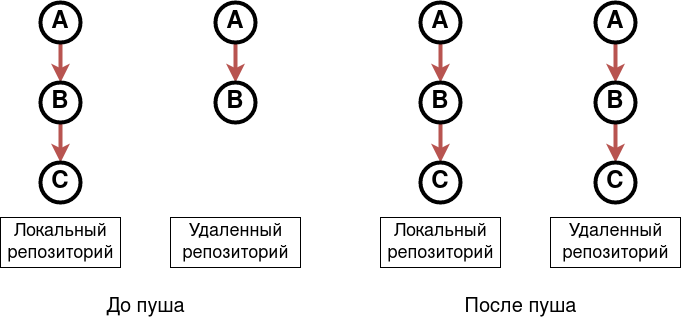 A
B
C
Локальный
репозиторий
A
B
Удаленный
репозиторий
До пуша
A
B
C
Локальный
репозиторий
A
B
C
Удаленный
репозиторий
После пуша